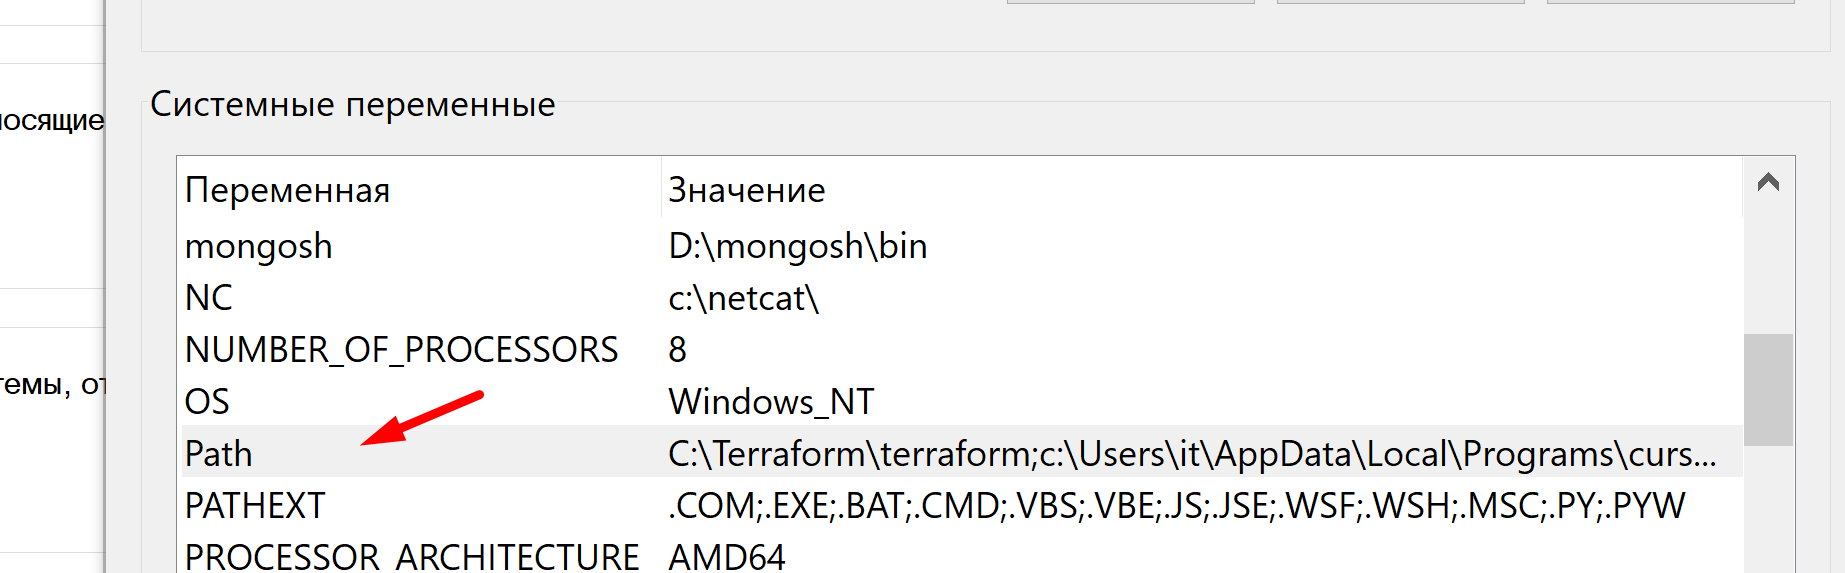 Системные переменные
осящие
Переменная Значение
mongosh D:\mongosh\bin
NC c:\netcat\
NUMBER_OF_PROCESSORS 8
темы, от
OS Windows_NT
Path C:\Terraform\terraform;c:\Users\it\AppData\Local\Programs\curs...
PATHEXT .COM;.EXE;.BAT;.CMD;.VBS;.VBE;.JS;.JSE;.WSF;.WSH;.MSC;.PY;.PYW
PROCESSOR_ARCHITECTURE AMD64